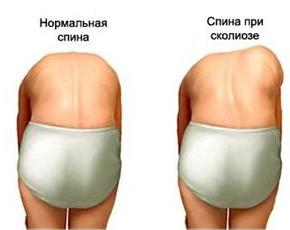 Нормальная
спина
Спина при
сколиозе